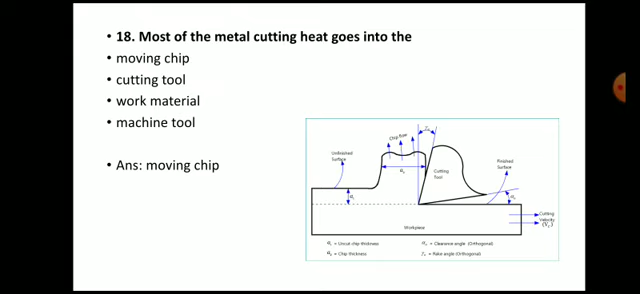 • 18. Most of the metal cutting heat goes into the
• moving chip
• cutting tool
• work material
• machine tool
• Ans: moving chip
Chip flow
Unfinished
Surface
Cutting
Tool
Finished
Surface
Cutting
Velocity
(Vc)
Workpiece
= Uncut chip thickness
= Clearance angle (Orthogonal)
= Chip thickness
= Rake angle (Orthogonal)